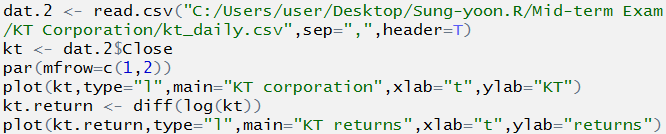 dat.2 <- read.csv("C:/Users/user/Desktop/Sung-yoon.R/Mid-term Exam
/KT Corporation/kt_daily.csv",sep=",",header=T)
kt <- dat.2$Close
par(mfrow=c(1,2))
plot(kt,type="l",main="KT corporation",xlab="t",ylab="KT")
kt.return <- diff(log(kt))
plot(kt.return,type="l",main="KT returns",xlab="t",ylab="returns")